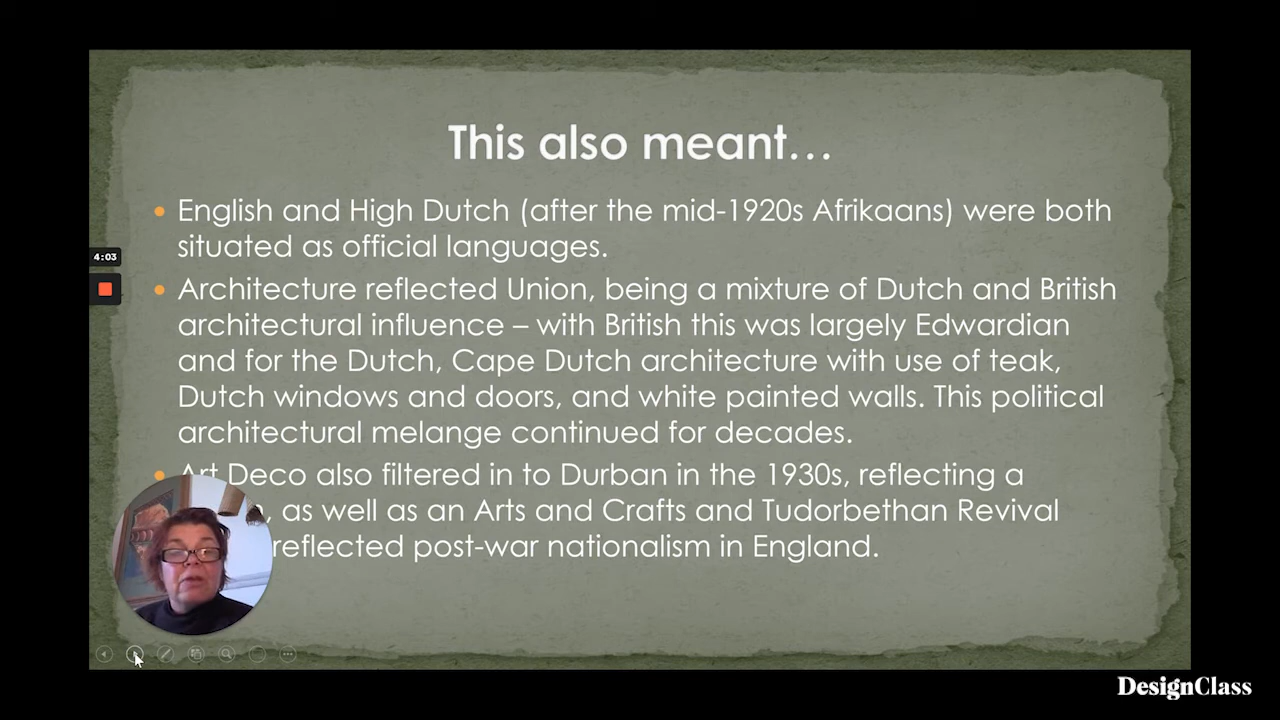 This also meant…
English and High Dutch (after the mid-1920s Afrikaans) were both
situated as official languages.
4:03
Architecture reflected Union, being a mixture of Dutch and British
architectural influence – with British this was largely Edwardian
and for the Dutch, Cape Dutch architecture with use of teak,
Dutch windows and doors, and white painted walls. This political
architectural melange continued for decades.
Art Deco also filtered in to Durban in the 1930s, reflecting a
, as well as an Arts and Crafts and Tudorbethan Revival
reflected post-war nationalism in England.
DesignClass